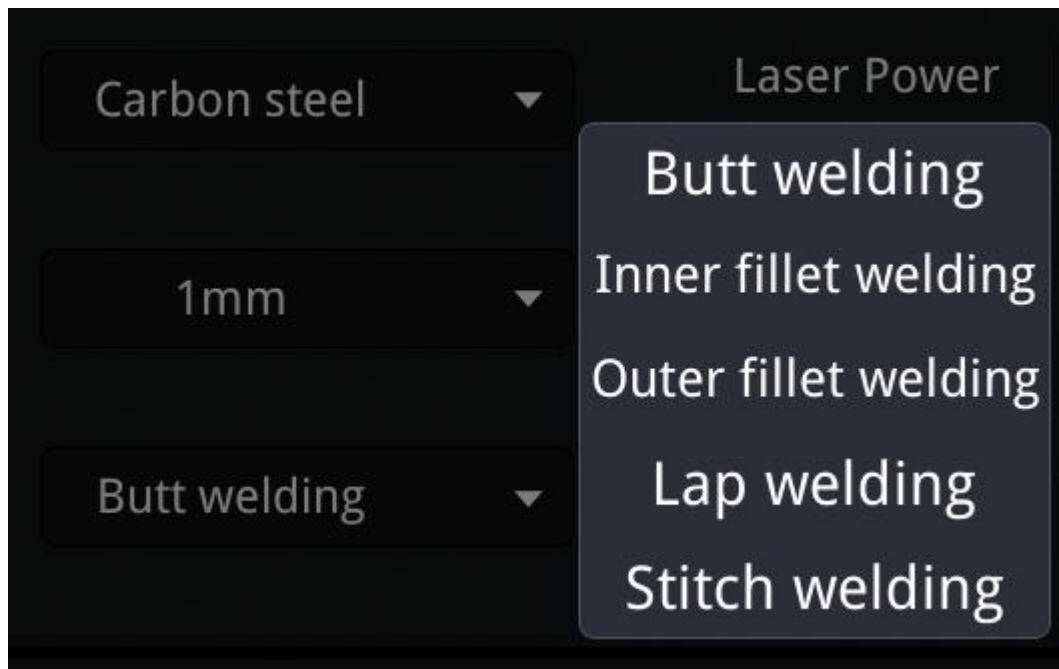 Carbon steel
1mm
Butt welding
Laser Power
Butt welding
Inner fillet welding
Outer fillet welding
Lap welding
Stitch welding